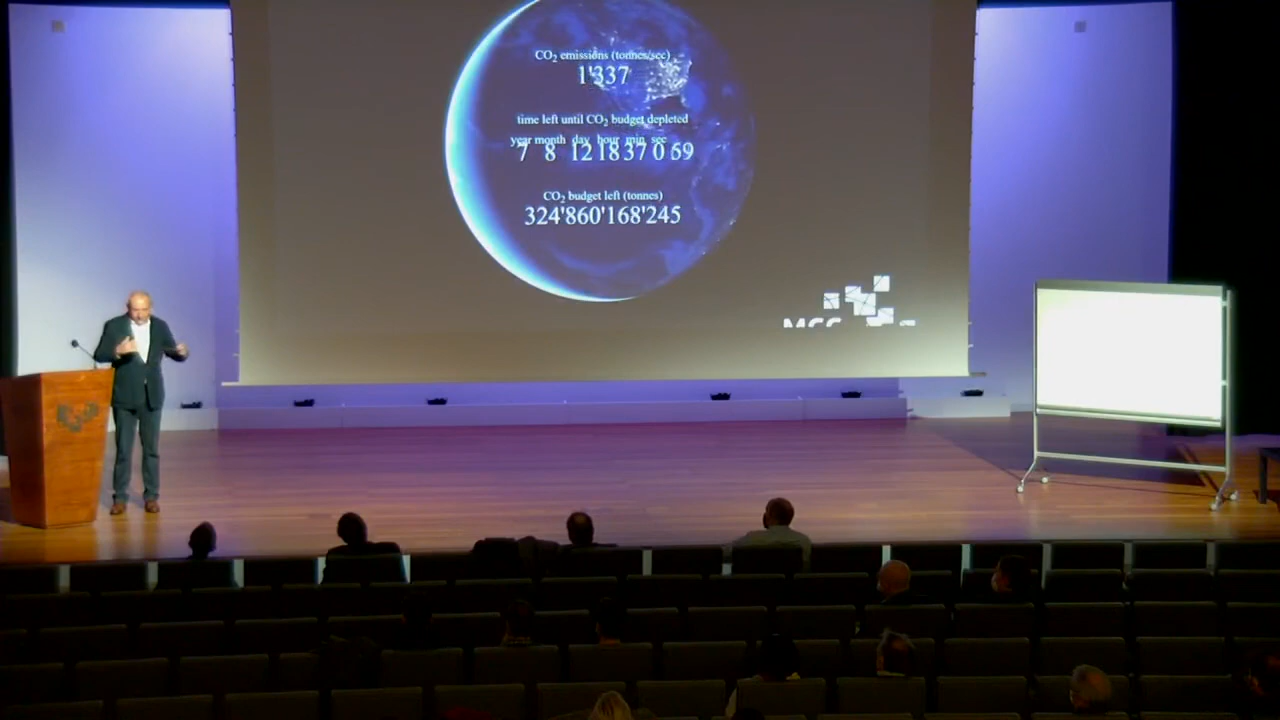 CO₂ emissions (tonnes/sec)
1'337
time left until CO₂ budget depleted
year month day hour min sec
7 8 12 18 37 0 59
CO₂ budget left (tonnes)
324'860'168'245